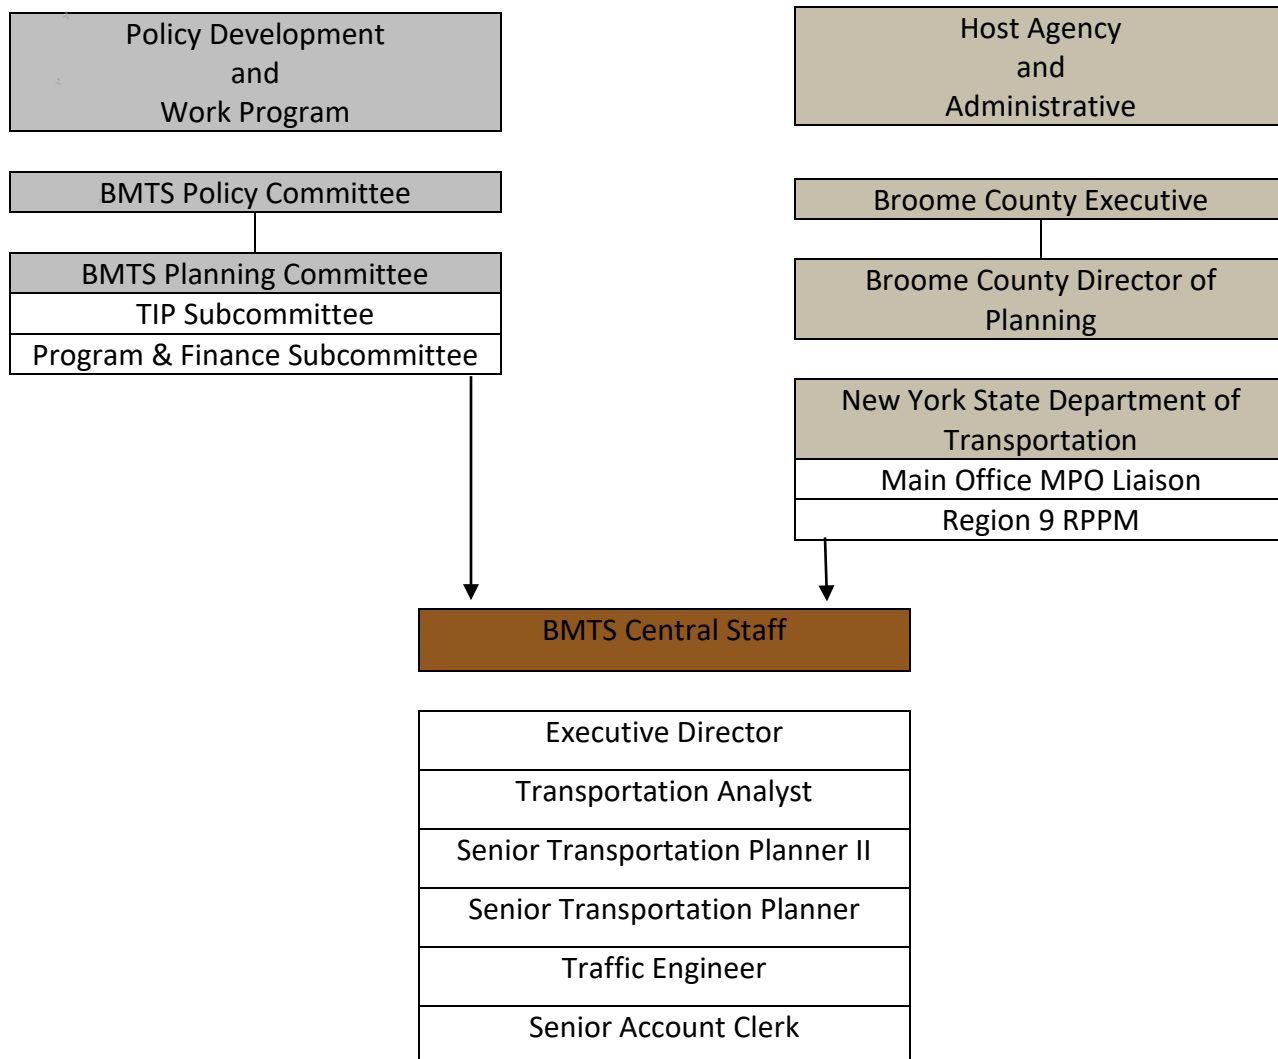 Policy Development
and
Work Program
BMTS Policy Committee
BMTS Planning Committee
TIP Subcommittee
Program & Finance Subcommittee
Host Agency
and
Administrative
Broome County Executive
Broome County Director of
Planning
New York State Department of
Transportation
Main Office MPO Liaison
Region 9 RPPM
BMTS Central Staff
Executive Director
Transportation Analyst
Senior Transportation Planner II
Senior Transportation Planner
Traffic Engineer
Senior Account Clerk